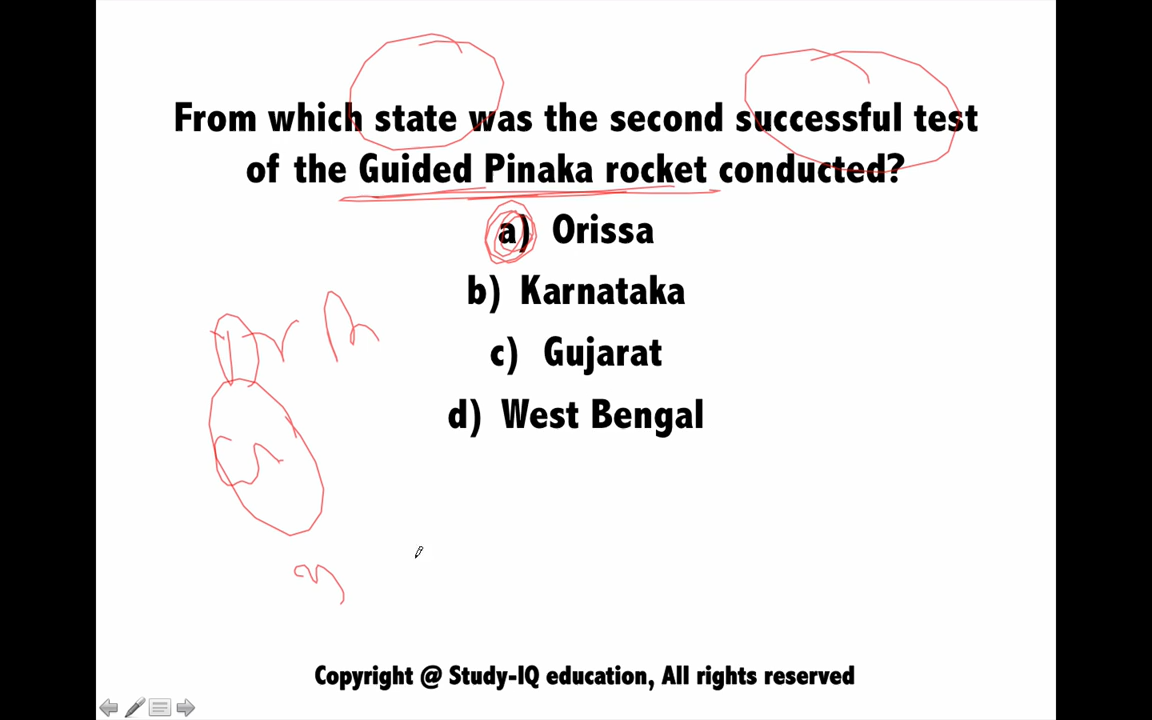 From which state was the second successful test
of the Guided Pinaka rocket conducted?
a) Orissa
b) Karnataka
c) Gujarat
d) West Bengal
Copyright @ Study-IQ education, All rights reserved